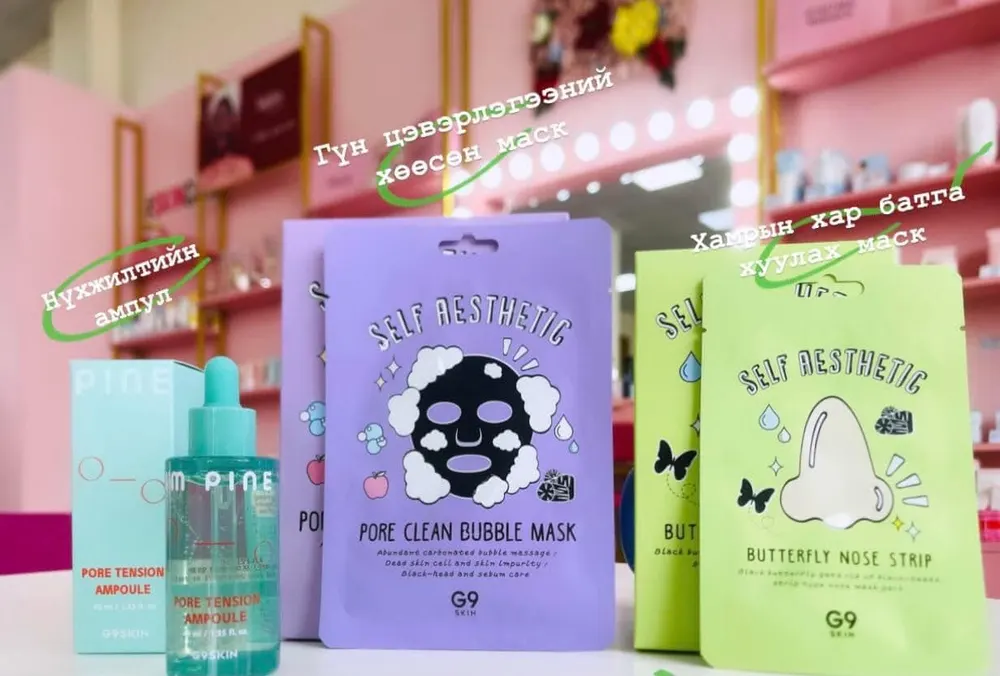 Гүн цэвэрлэгээний
хөөсөн маск
Нүхжилтийн
ампул
Хамрын хар батга
хуулах маск
PINE
PORE TENSION
AMPOULE
G9SKIN
M PINE
PORE TENSION
AMPOULE
G9SKIN
SELF AESTHETIC
PORE CLEAN BUBBLE MASK
Abundant carbonated bubble massage /
Dead skin cell and skin impurity /
Black-head and sebum care
G9
SKIN
SEL
BUT
SELF AESTHETIC
BUTTERFLY NOSE STRIP
G9
SKIN